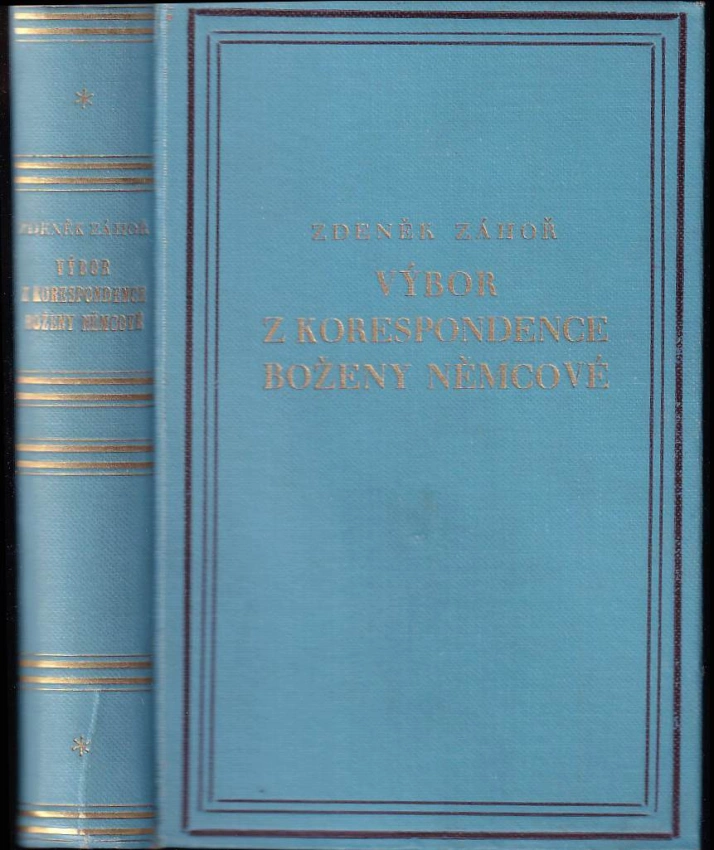 ZDENĚK ZÁHOŘ
VÝBOR
Z KORESPONDENCE
BOŽENY NĚMCOVÉ
ZDENĚK ZÁHOŘ
VÝBOR
Z KORESPONDENCE
BOŽENY NĚMCOVÉ